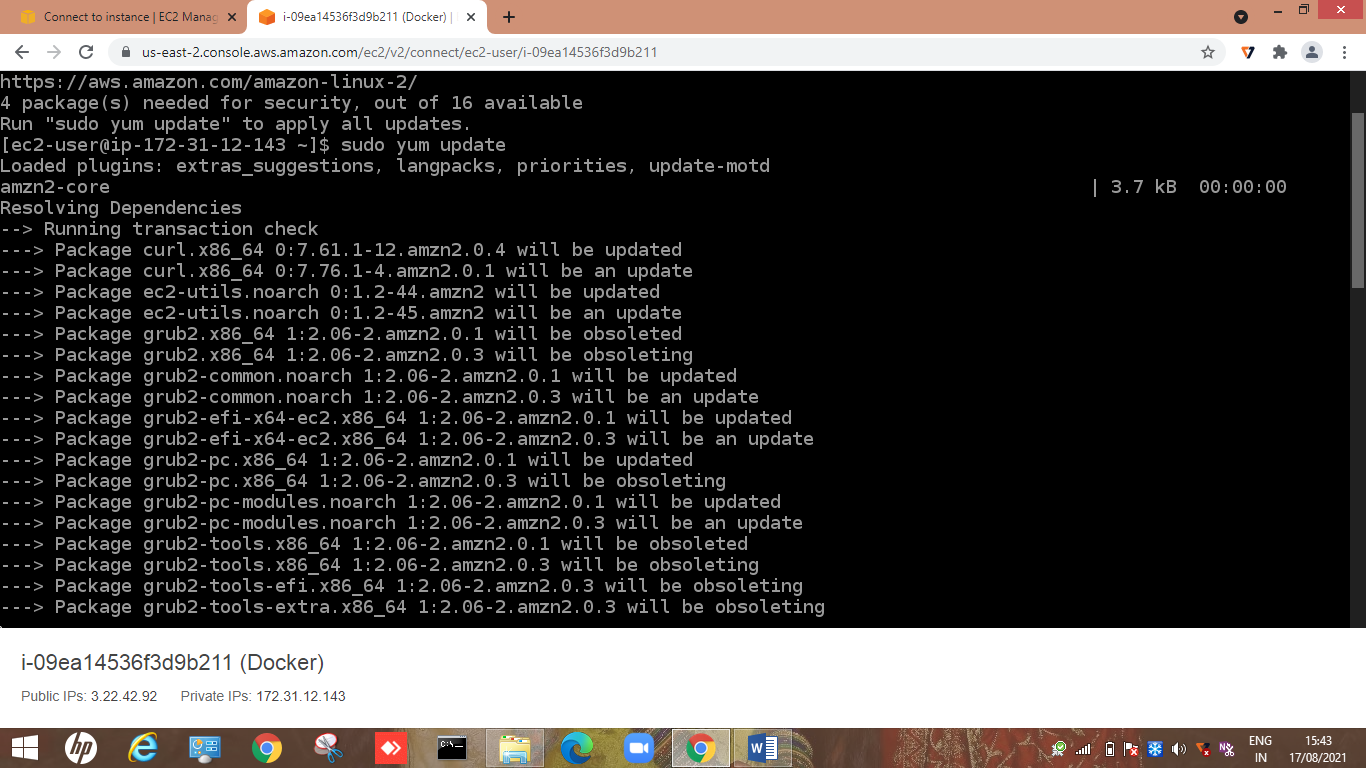 Connect to instance | EC2 Manag
i-09ea14536f3d9b211 (Docker) |
us-east-2.console.aws.amazon.com/ec2/v2/connect/ec2-user/i-09ea14536f3d9b211
https://aws.amazon.com/amazon-linux-2/
4 package(s) needed for security, out of 16 available
Run "sudo yum update" to apply all updates.
[ec2-user@ip-172-31-12-143 ~]$ sudo yum update
Loaded plugins: extras_suggestions, langpacks, priorities, update-motd
amzn2-core | 3.7 kB 00:00:00
Resolving Dependencies
--> Running transaction check
---> Package curl.x86_64 0:7.61.1-12.amzn2.0.4 will be updated
---> Package curl.x86_64 0:7.76.1-4.amzn2.0.1 will be an update
---> Package ec2-utils.noarch 0:1.2-44.amzn2 will be updated
---> Package ec2-utils.noarch 0:1.2-45.amzn2 will be an update
---> Package grub2.x86_64 1:2.06-2.amzn2.0.1 will be obsoleted
---> Package grub2.x86_64 1:2.06-2.amzn2.0.3 will be obsoleting
---> Package grub2-common.noarch 1:2.06-2.amzn2.0.1 will be updated
---> Package grub2-common.noarch 1:2.06-2.amzn2.0.3 will be an update
---> Package grub2-efi-x64-ec2.x86_64 1:2.06-2.amzn2.0.1 will be updated
---> Package grub2-efi-x64-ec2.x86_64 1:2.06-2.amzn2.0.3 will be an update
---> Package grub2-pc.x86_64 1:2.06-2.amzn2.0.1 will be updated
---> Package grub2-pc.x86_64 1:2.06-2.amzn2.0.3 will be obsoleting
---> Package grub2-pc-modules.noarch 1:2.06-2.amzn2.0.1 will be updated
---> Package grub2-pc-modules.noarch 1:2.06-2.amzn2.0.3 will be an update
---> Package grub2-tools.x86_64 1:2.06-2.amzn2.0.1 will be obsoleted
---> Package grub2-tools.x86_64 1:2.06-2.amzn2.0.3 will be obsoleting
---> Package grub2-tools-efi.x86_64 1:2.06-2.amzn2.0.3 will be obsoleting
---> Package grub2-tools-extra.x86_64 1:2.06-2.amzn2.0.3 will be obsoleting
i-09ea14536f3d9b211 (Docker)
Public IPs: 3.22.42.92 Private IPs: 172.31.12.143
hp
C:\
W
ENG
IN
15:43
17/08/2021